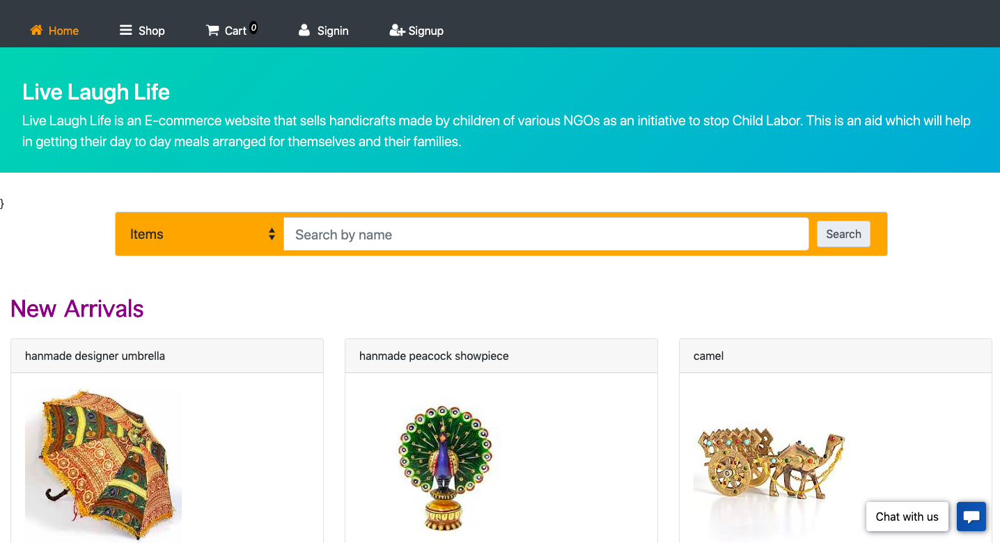 Home Shop Cart 0 Signin Signup
Live Laugh Life
Live Laugh Life is an E-commerce website that sells handicrafts made by children of various NGOs as an initiative to stop Child Labor. This is an aid which will help
in getting their day to day meals arranged for themselves and their families.
}
Items Search by name Search
New Arrivals
hanmade designer umbrella
hanmade peacock showpiece
camel
Chat with us